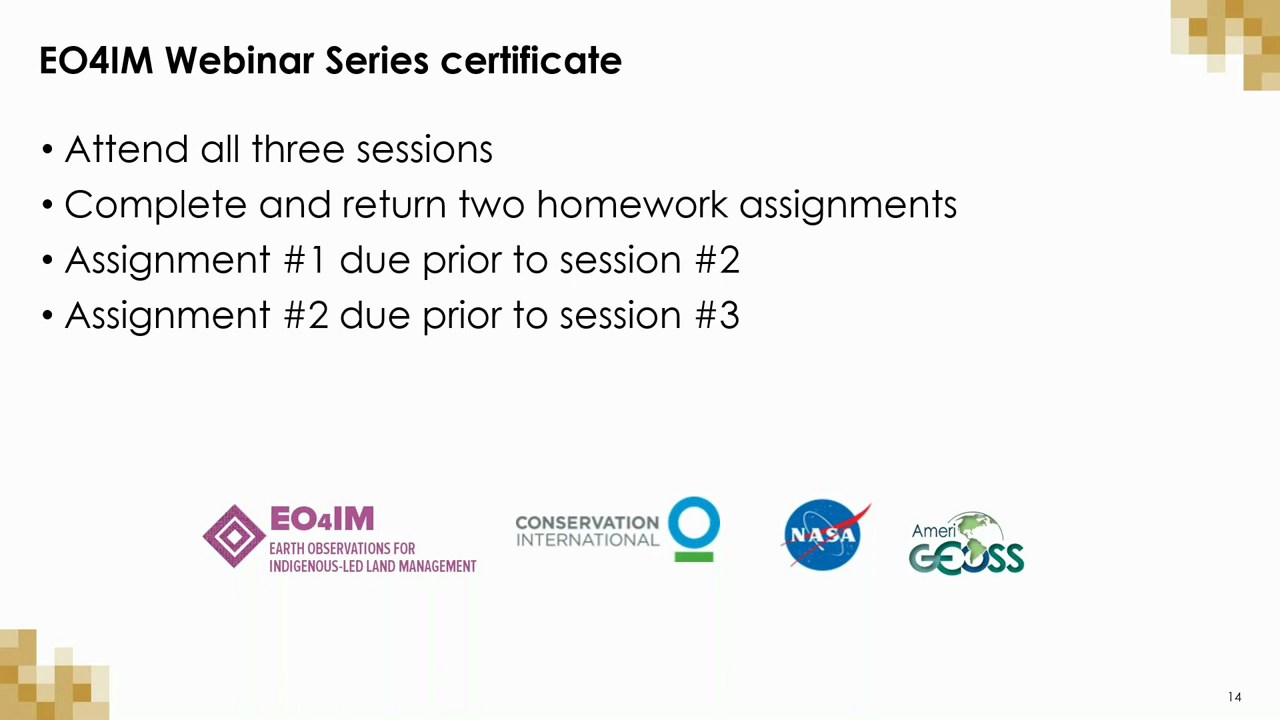 EO4IM Webinar Series certificate
• Attend all three sessions
• Complete and return two homework assignments
• Assignment #1 due prior to session #2
• Assignment #2 due prior to session #3
EO4IM
EARTH OBSERVATIONS FOR
INDIGENOUS-LED LAND MANAGEMENT
CONSERVATION
INTERNATIONAL
NASA
Ameri
GEOSS
14